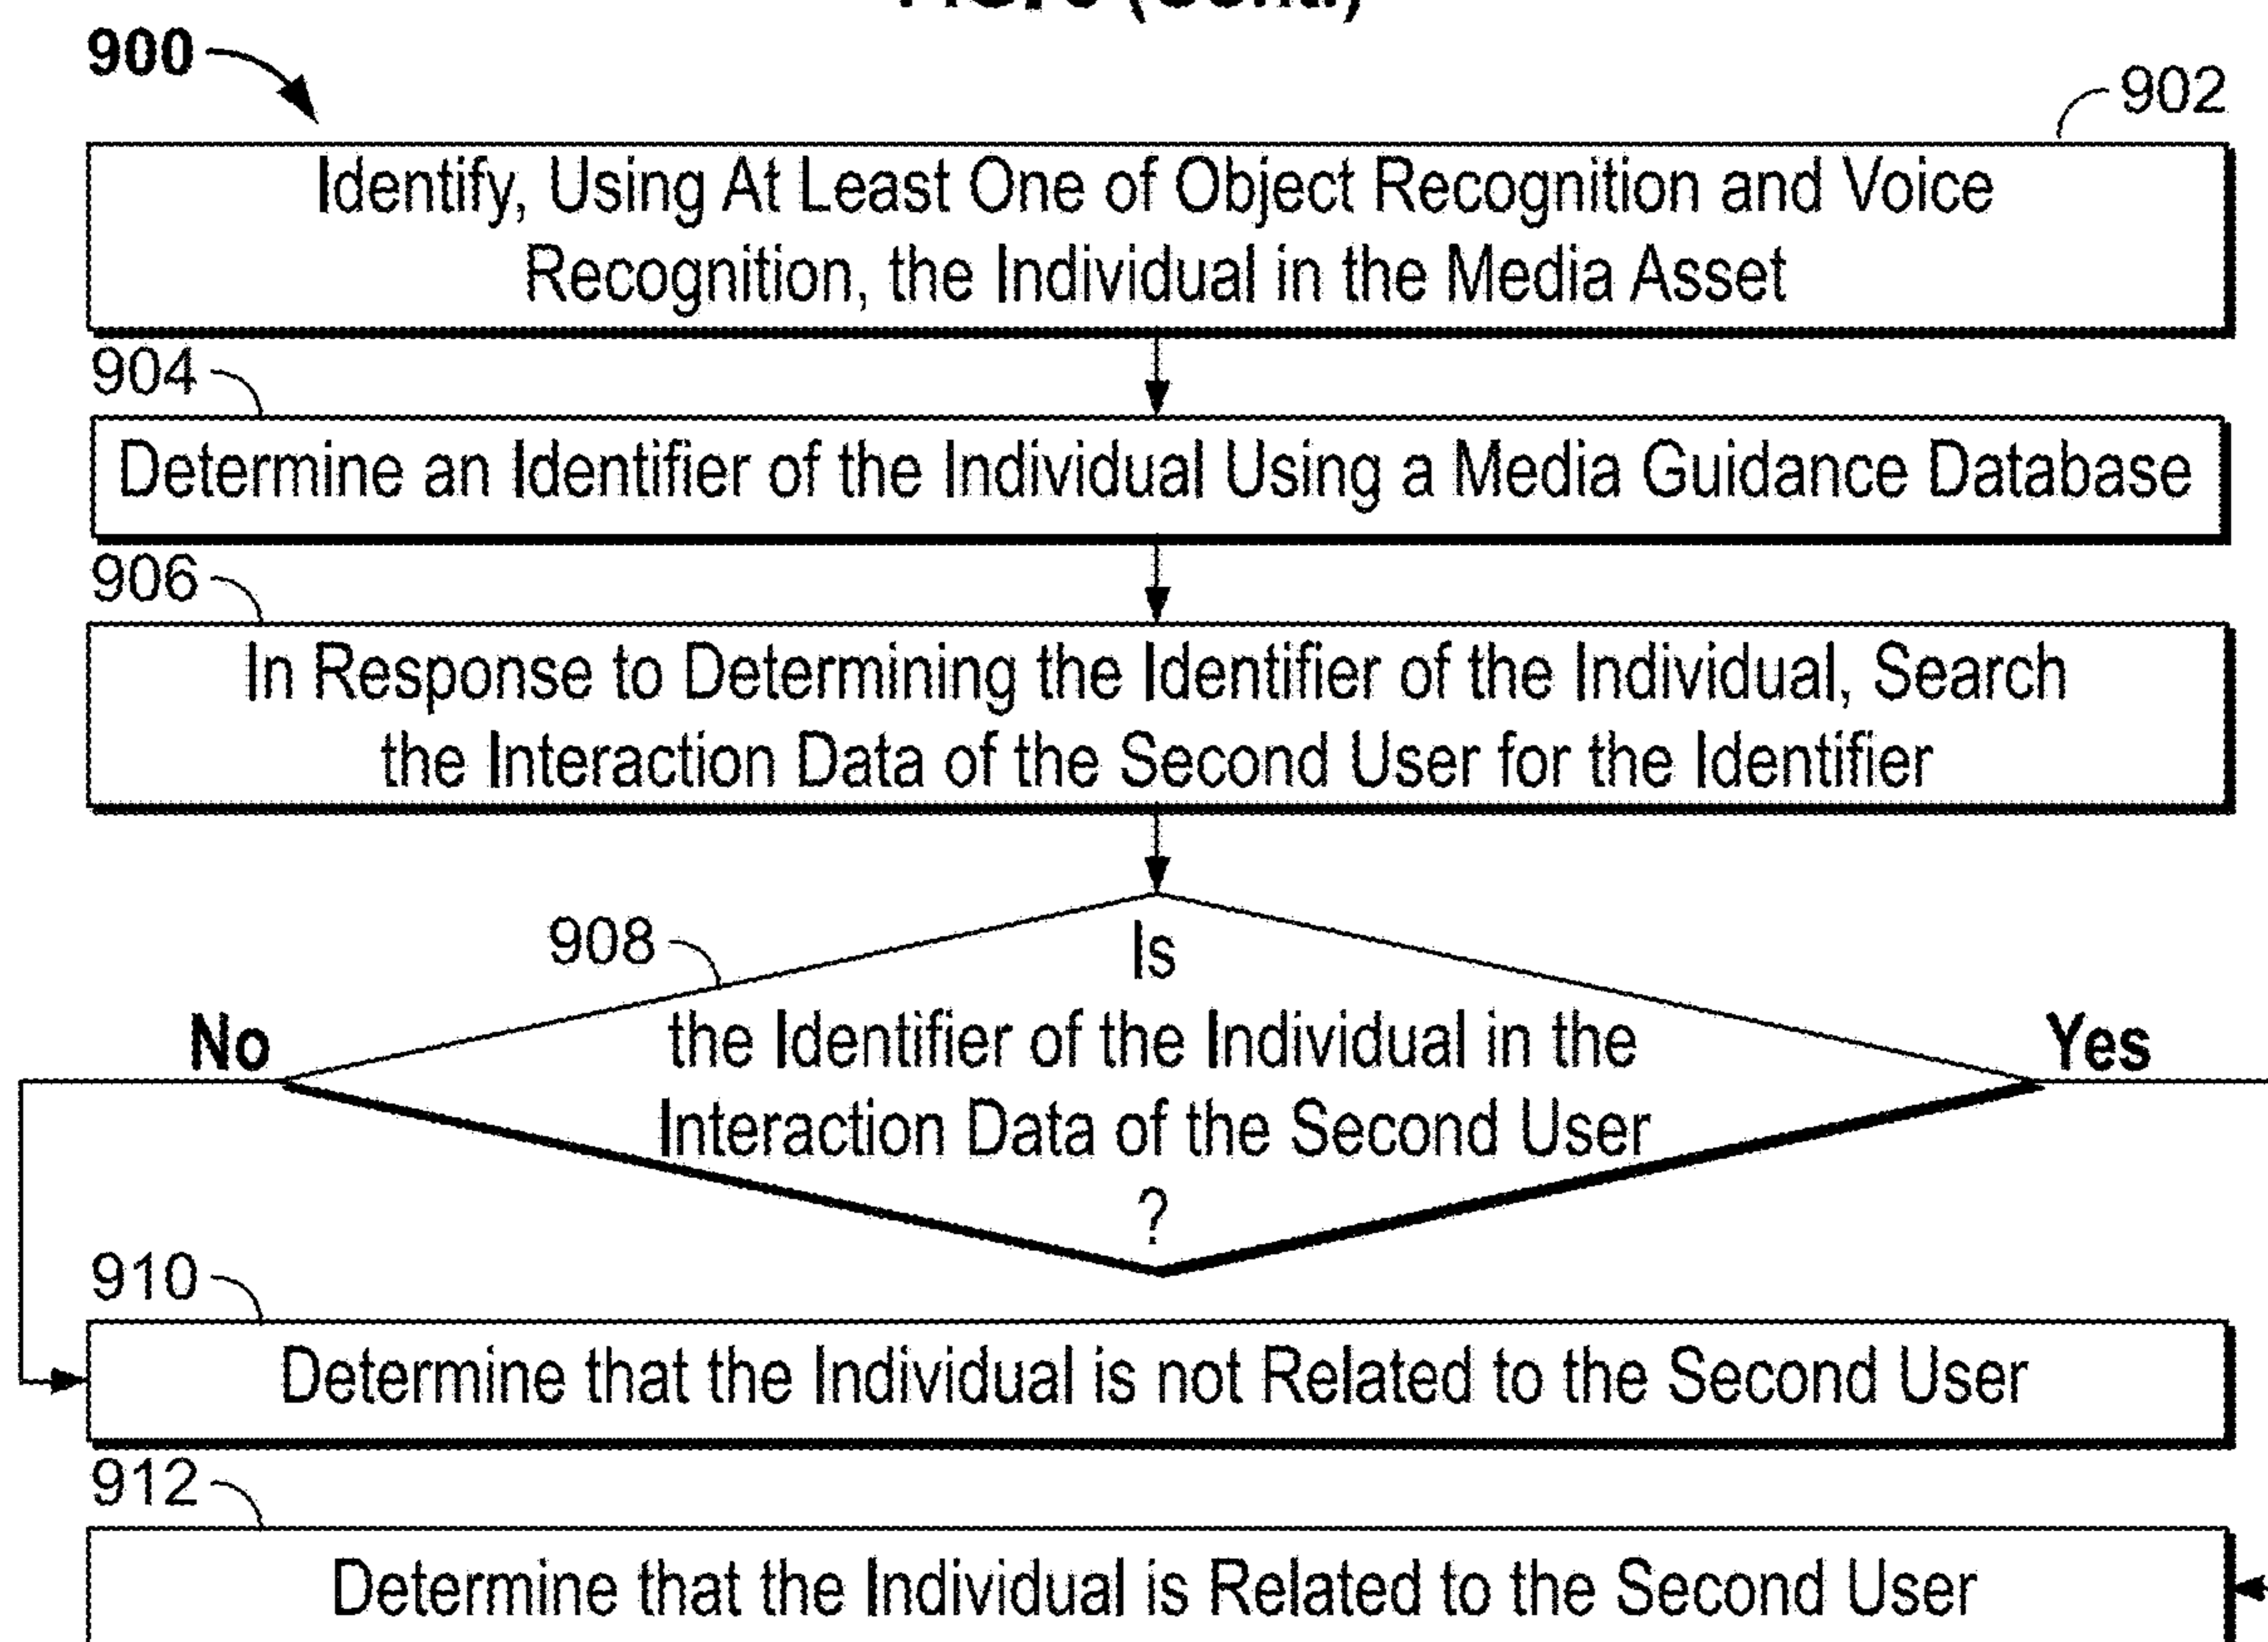 900
902
Identify, Using At Least One of Object Recognition and Voice
Recognition, the Individual in the Media Asset
904
Determine an Identifier of the Individual Using a Media Guidance Database
906
In Response to Determining the Identifier of the Individual, Search
the Interaction Data of the Second User for the Identifier
908
Is
the Identifier of the Individual in the
Interaction Data of the Second User
?
No
Yes
910
Determine that the Individual is not Related to the Second User
912
Determine that the Individual is Related to the Second User